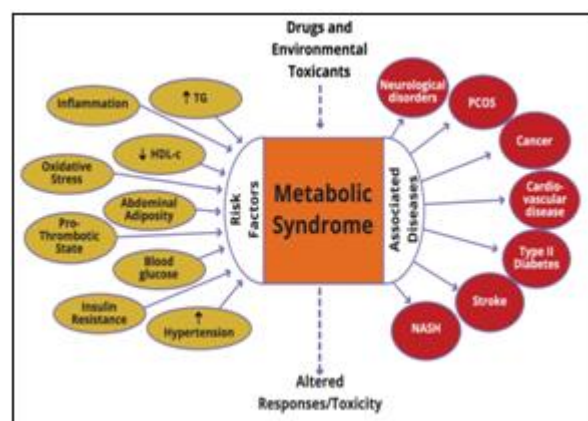 Drugs and
Environmental
Toxicants
↑ TG
Inflammation
↓ HDL-c
Oxidative
Stress
Abdominal
Adiposity
Pro-
Thrombotic
State
Blood
glucose
Insulin
Resistance
↑
Hypertension
Risk
Factors
Metabolic
Syndrome
Associated
Diseases
Neurological
disorders
PCOS
Cancer
Cardio-
vascular
disease
Type II
Diabetes
Stroke
NASH
Altered
Responses/Toxicity